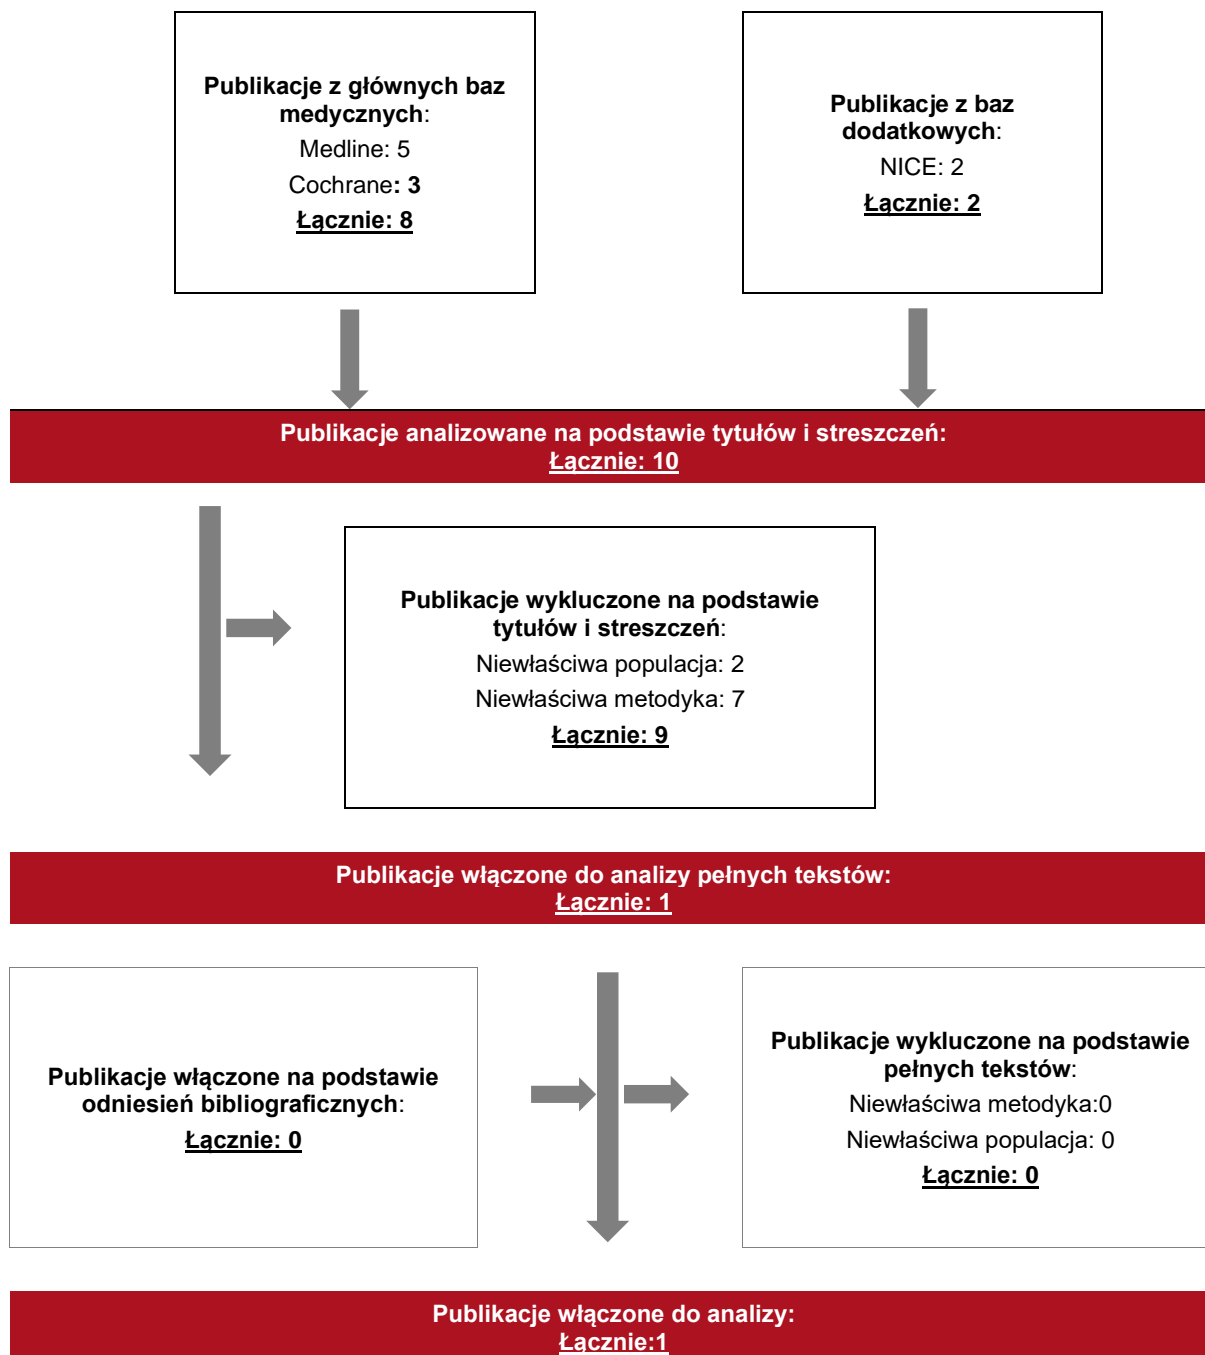 Publikacje z głównych baz
medycznych:
Medline: 5
Cochrane: 3
Łącznie: 8
Publikacje z baz
dodatkowych:
NICE: 2
Łącznie: 2
Publikacje analizowane na podstawie tytułów i streszczeń:
Łącznie: 10
Publikacje wykluczone na podstawie
tytułów i streszczeń:
Niewłaściwa populacja: 2
Niewłaściwa metodyka: 7
Łącznie: 9
Publikacje włączone do analizy pełnych tekstów:
Łącznie: 1
Publikacje włączone na podstawie
odniesień bibliograficznych:
Łącznie: 0
Publikacje wykluczone na podstawie
pełnych tekstów:
Niewłaściwa metodyka:0
Niewłaściwa populacja: 0
Łącznie: 0
Publikacje włączone do analizy:
Łącznie:1